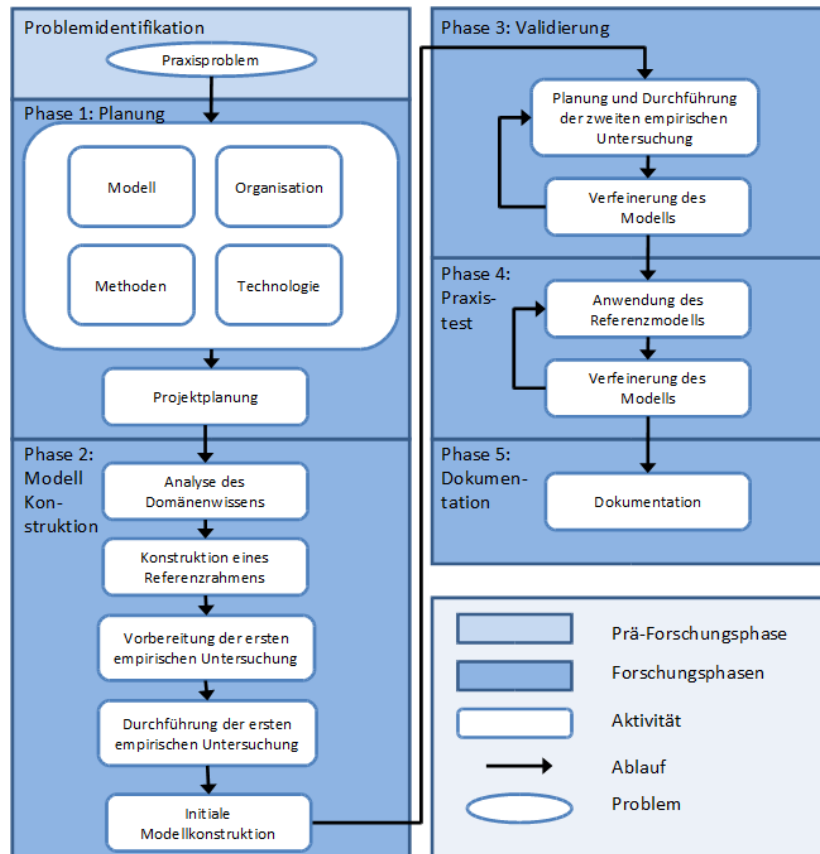 Problemidentifikation
Praxisproblem
Phase 1: Planung
Modell
Organisation
Methoden
Technologie
Projektplanung
Phase 2:
Modell
Kon-
struktion
Analyse des
Domänenwissens
Konstruktion eines
Referenzrahmens
Vorbereitung der ersten
empirischen Untersuchung
Durchführung der ersten
empirischen Untersuchung
Initiale
Modellkonstruktion
Phase 3: Validierung
Planung und Durchführung
der zweiten empirischen
Untersuchung
Verfeinerung des
Modells
Phase 4:
Praxis-
test
Anwendung des
Referenzmodells
Verfeinerung des
Modells
Phase 5:
Dokumen-
tation
Dokumentation
Prä-Forschungsphase
Forschungsphasen
Aktivität
Ablauf
Problem